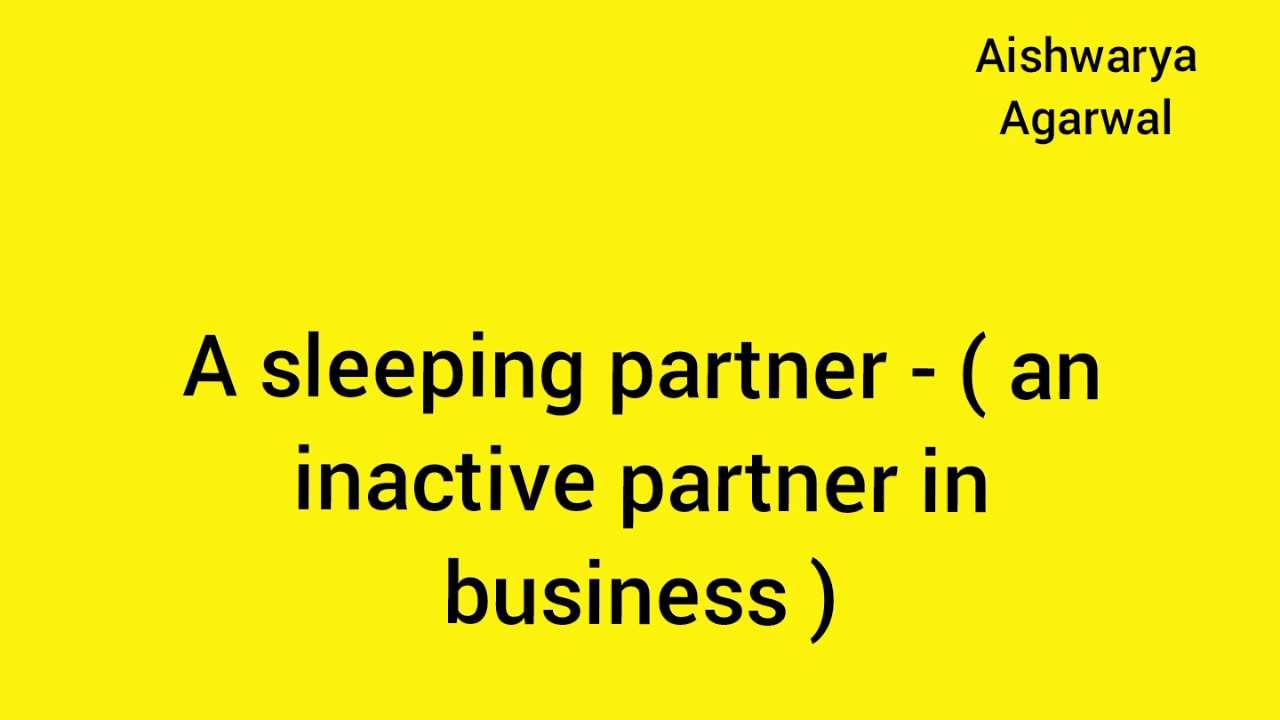 Aishwarya
Agarwal
A sleeping partner - ( an
inactive partner in
business )